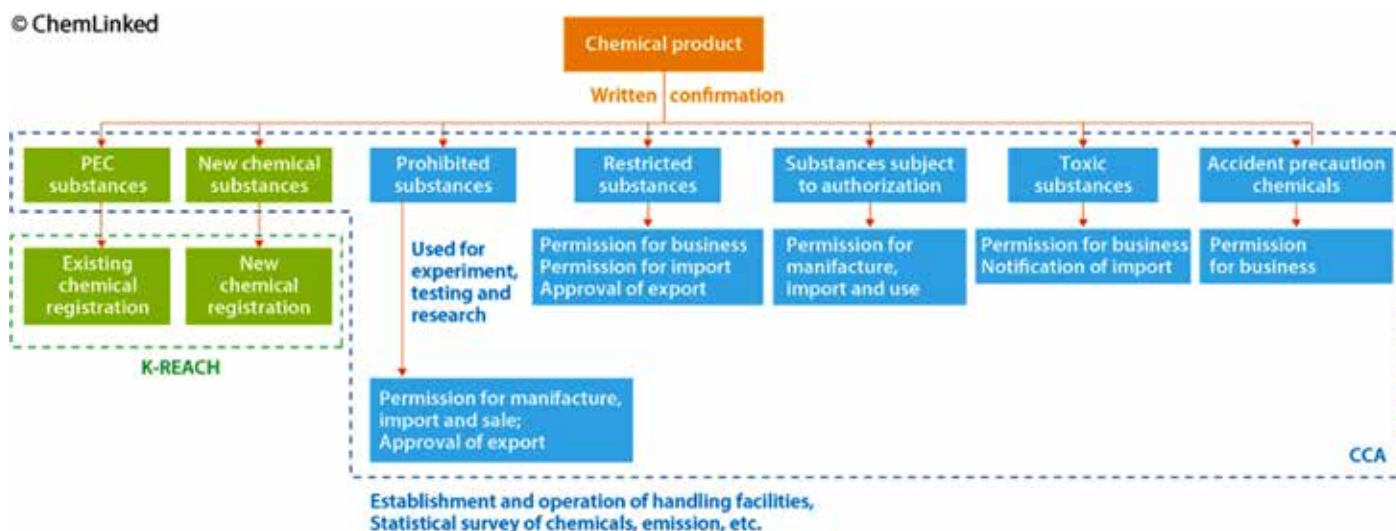 © ChemLinked
Chemical product
Written confirmation
PEC
substances
New chemical
substances
Prohibited
substances
Restricted
substances
Substances subject
to authorization
Toxic
substances
Accident precaution
chemicals
Existing
chemical
registration
New
chemical
registration
Used for
experiment,
testing and
research
Permission for business
Permission for import
Approval of export
Permission for
manifacture,
import and use
Permission for business
Notification of import
Permission
for business
K-REACH
Permission for manifacture,
import and sale;
Approval of export
CCA
Establishment and operation of handling facilities,
Statistical survey of chemicals, emission, etc.